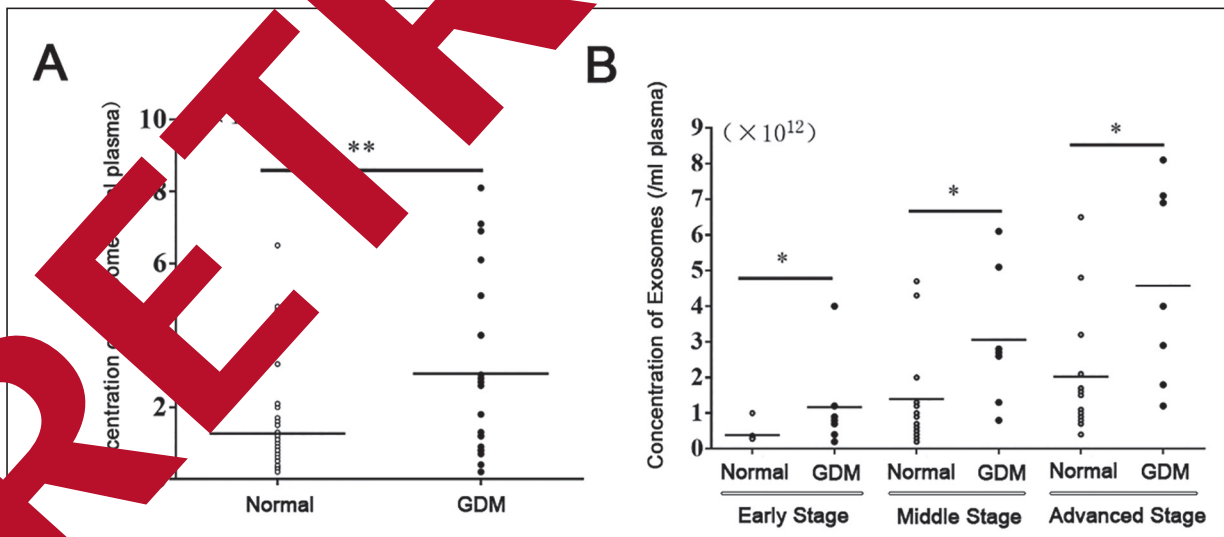 A
B
10
8
6
2
**
Normal
GDM
(×10¹²)
Concentration of Exosomes (/ml plasma)
9
8
7
6
5
4
3
2
1
0
*
*
*
Normal
GDM
Normal
GDM
Normal
GDM
Early Stage
Middle Stage
Advanced Stage